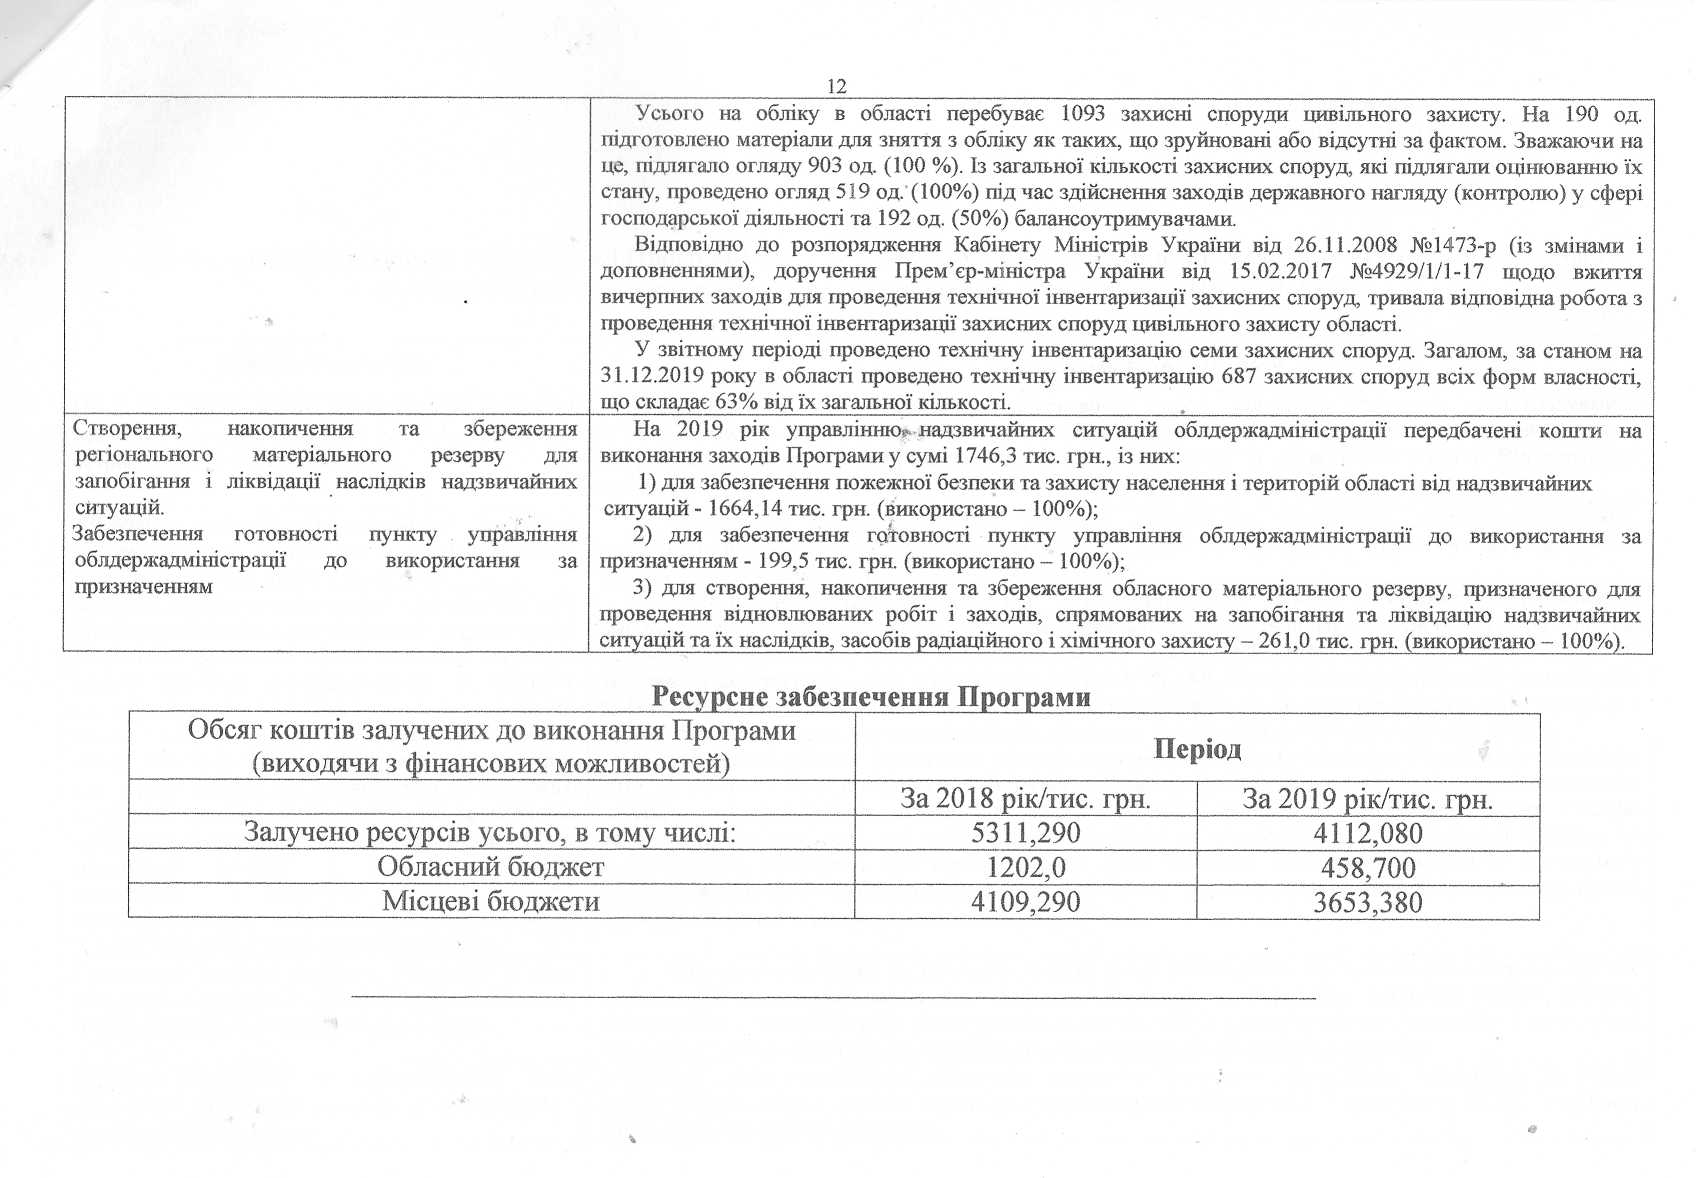 12
Усього на обліку в області перебуває 1093 захисні споруди цивільного захисту. На 190 од.
підготовлено матеріали для зняття з обліку як таких, що зруйновані або відсутні за фактом. Зважаючи на
це, підлягало огляду 903 од. (100 %). Із загальної кількості захисних споруд, які підлягали оцінюванню їх
стану, проведено огляд 519 од. (100%) під час здійснення заходів державного нагляду (контролю) у сфері
господарської діяльності та 192 од. (50%) балансоутримувачами.
Відповідно до розпорядження Кабінету Міністрів України від 26.11.2008 №1473-р (із змінами і
доповненнями), доручення Прем’єр-міністра України від 15.02.2017 №4929/1/1-17 щодо вжиття
вичерпних заходів для проведення технічної інвентаризації захисних споруд, тривала відповідна робота з
проведення технічної інвентаризації захисних споруд цивільного захисту області.
У звітному періоді проведено технічну інвентаризацію семи захисних споруд. Загалом, за станом на
31.12.2019 року в області проведено технічну інвентаризацію 687 захисних споруд всіх форм власності,
що складає 63% від їх загальної кількості.
Створення, накопичення та збереження
регіонального матеріального резерву для
запобігання і ліквідації наслідків надзвичайних
ситуацій.
Забезпечення готовності пункту управління
облдержадміністрації до використання за
призначенням
На 2019 рік управлінню надзвичайних ситуацій облдержадміністрації передбачені кошти на
виконання заходів Програми у сумі 1746,3 тис. грн., із них:
1) для забезпечення пожежної безпеки та захисту населення і територій області від надзвичайних
ситуацій - 1664,14 тис. грн. (використано – 100%);
2) для забезпечення готовності пункту управління облдержадміністрації до використання за
призначенням - 199,5 тис. грн. (використано – 100%);
3) для створення, накопичення та збереження обласного матеріального резерву, призначеного для
проведення відновлюваних робіт і заходів, спрямованих на запобігання та ліквідацію надзвичайних
ситуацій та їх наслідків, засобів радіаційного і хімічного захисту – 261,0 тис. грн. (використано – 100%).
Ресурсне забезпечення Програми
Обсяг коштів залучених до виконання Програми
(виходячи з фінансових можливостей)
Період
За 2018 рік/тис. грн.
За 2019 рік/тис. грн.
Залучено ресурсів усього, в тому числі:
5311,290
4112,080
Обласний бюджет
1202,0
458,700
Місцеві бюджети
4109,290
3653,380